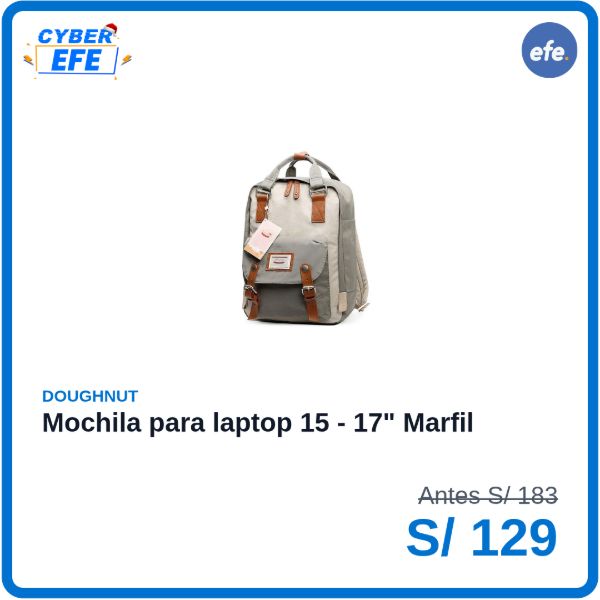 CYBER
EFE
efe.
DOUGHNUT
Mochila para laptop 15 - 17" Marfil
Antes S/ 183
S/ 129